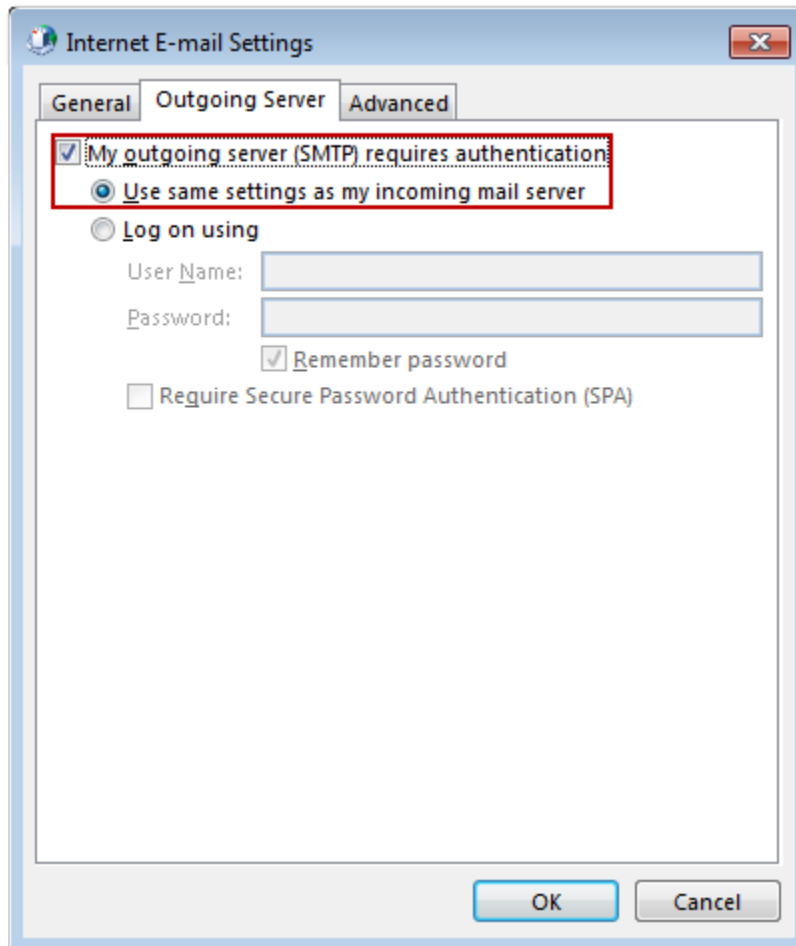 Internet E-mail Settings
General Outgoing Server Advanced
My outgoing server (SMTP) requires authentication
Use same settings as my incoming mail server
Log on using
User Name:
Password:
Remember password
Require Secure Password Authentication (SPA)
OK Cancel